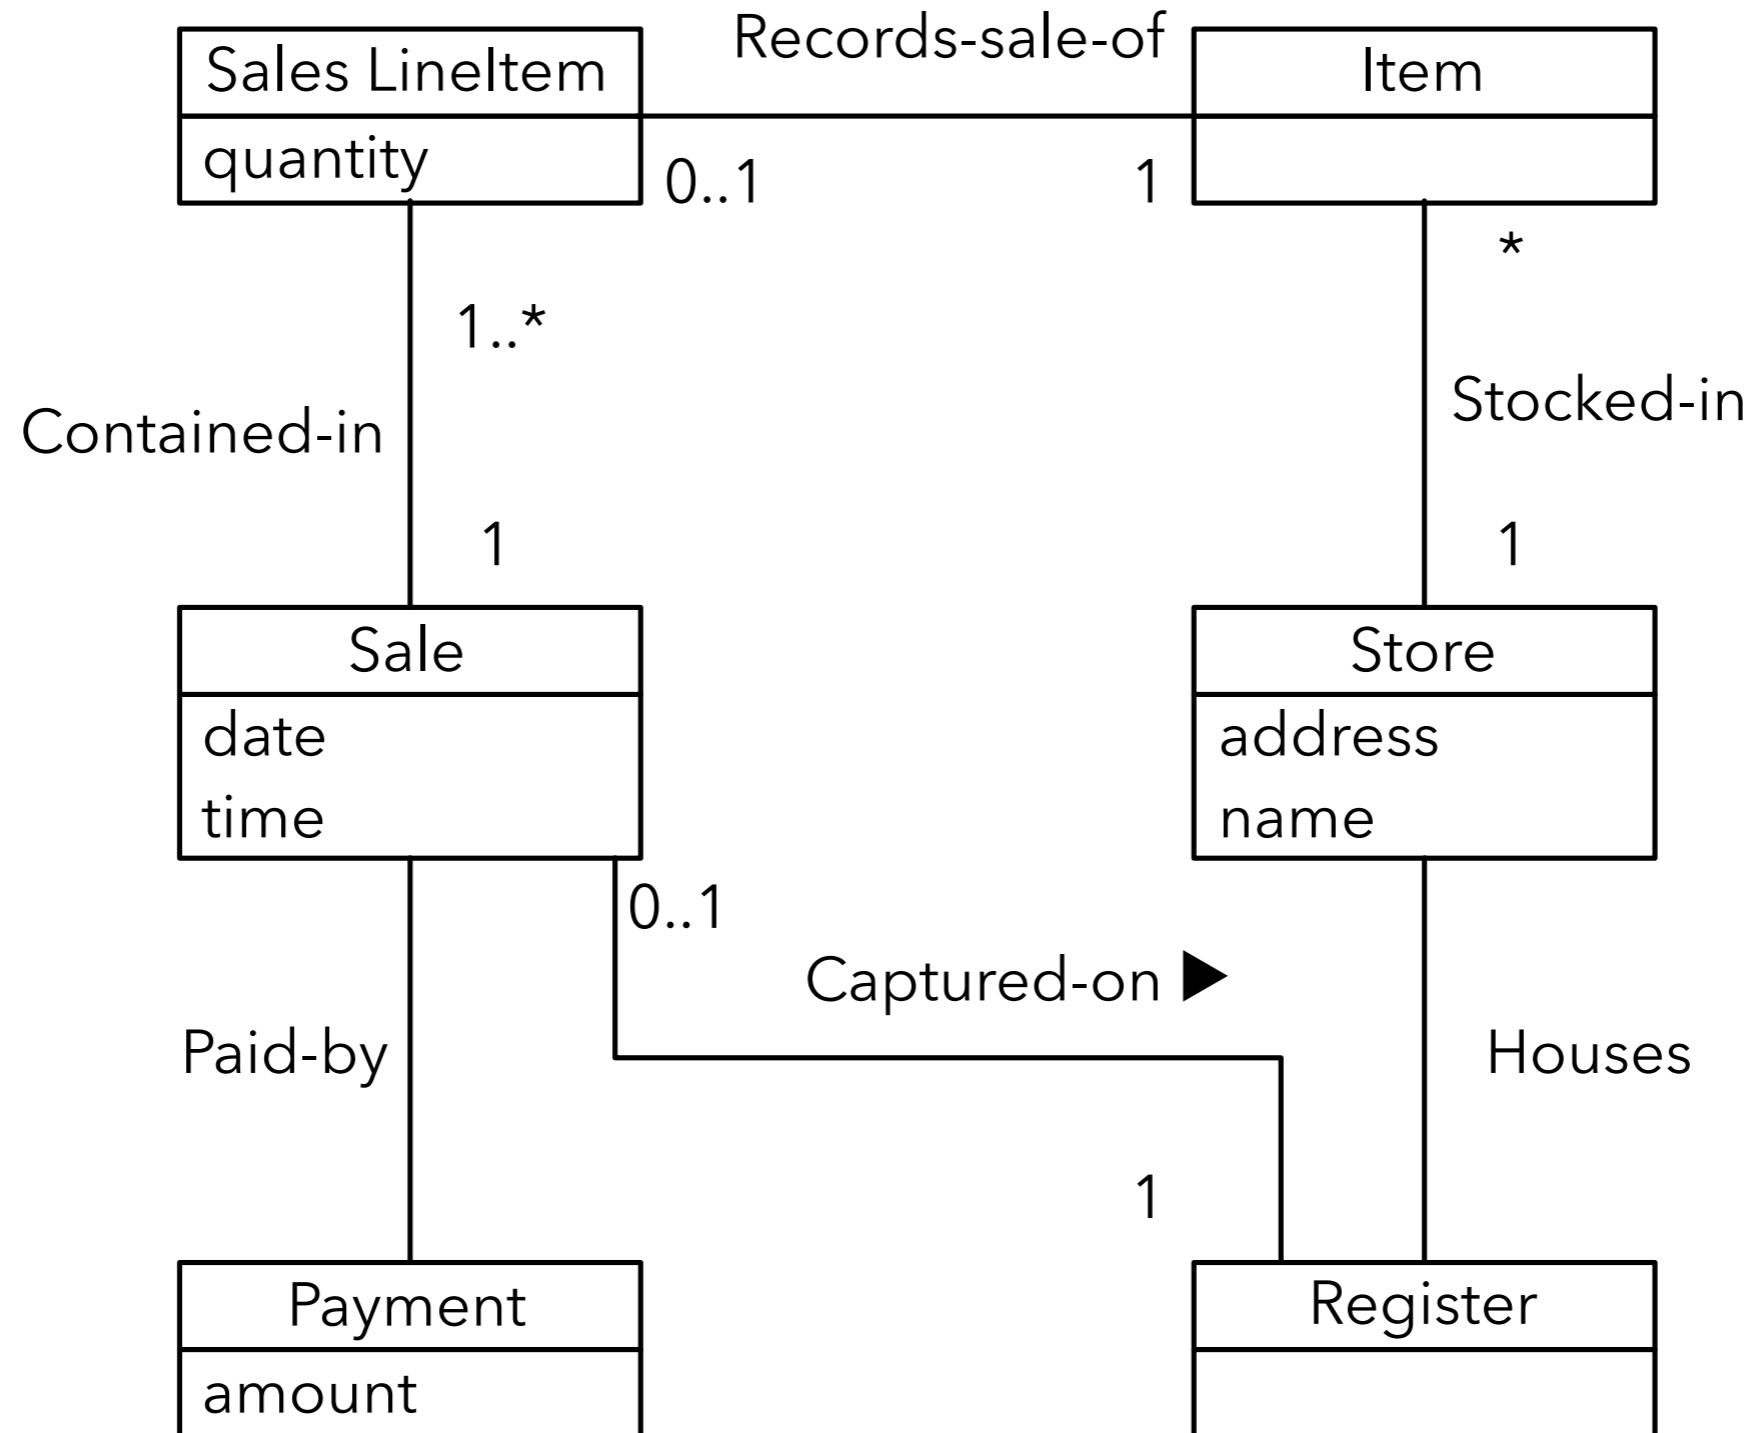 Records-sale-of
Sales LineItem
Item
quantity
0..1
1
*
1..*
Stocked-in
Contained-in
1
1
Sale
Store
date
address
time
name
0..1
Captured-on ▶
Paid-by
Houses
1
Payment
Register
amount